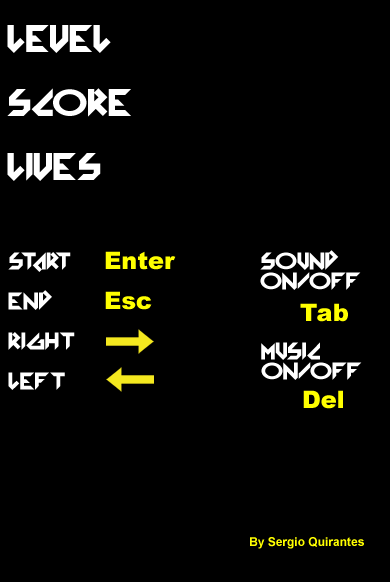 LEVEL
SCORE
LIVES
START Enter
END Esc
RIGHT
LEFT
SOUND
ON/OFF
Tab
MUSIC
ON/OFF
Del
By Sergio Quirantes